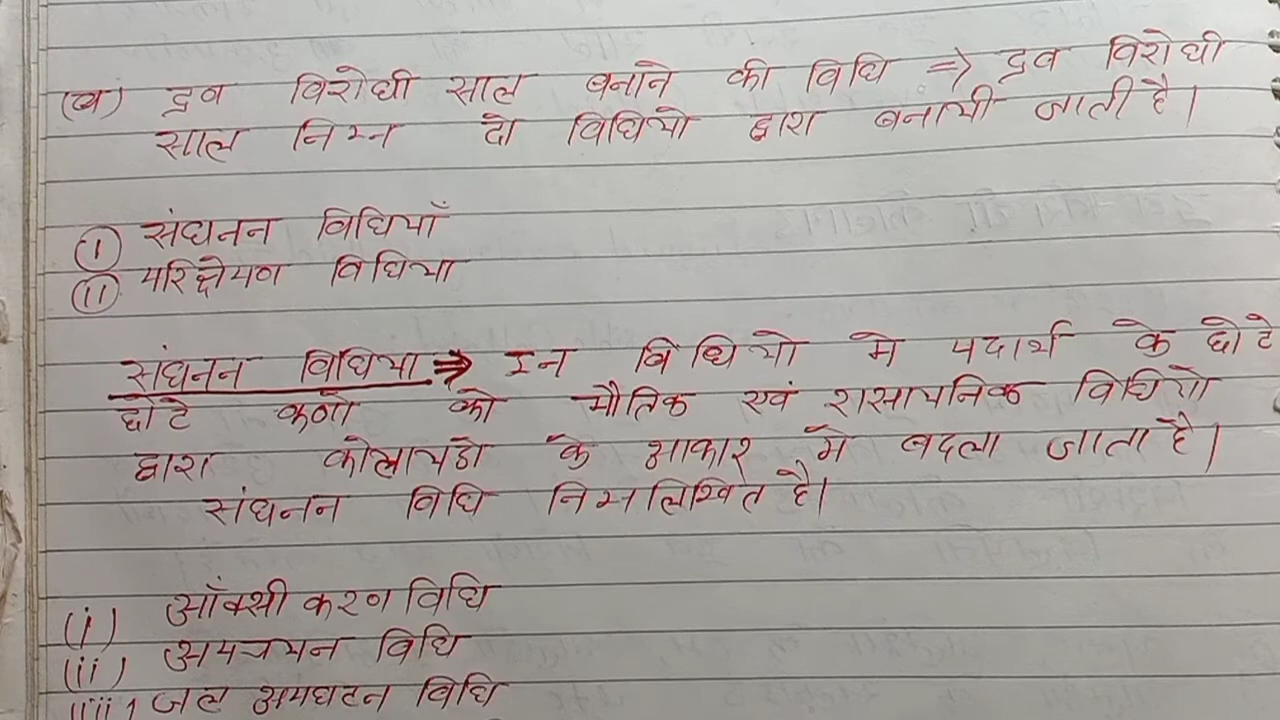 (ब) द्रव विरोधी साल बनाने की विधि ⇒ द्रव विरोधी
साल निम्न दो विधियो द्वारा बनायी जाती है।
(i) संघनन विधियाँ
(ii) परिक्षेपण विधिया
संघनन विधिया ⇒ इन विधियो मे पदार्थ के छोटे
छोटे कणो को भौतिक एवं रासायनिक विधियो
द्वारा कोलायडो के आकार मे बदला जाता है।
संघनन विधि निम्नलिखित है।
(i) ऑक्सीकरण विधि
(ii) अपचयन विधि
(iii) जल अपघटन विधि